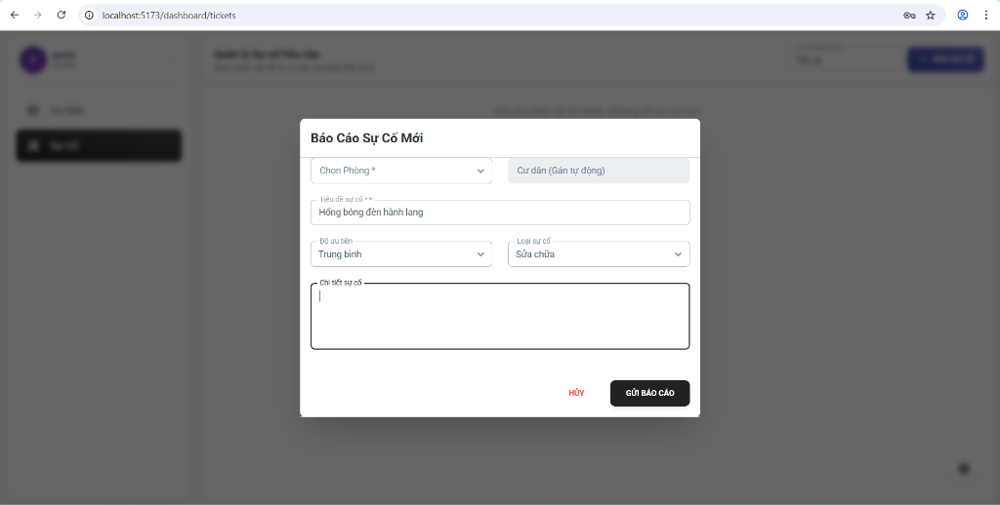 localhost:5173/dashboard/tickets
Báo Cáo Sự Cố Mới
Chọn Phòng *
Cư dân (Gán tự động)
Tiêu đề sự cố * *
Hỏng bóng đèn hành lang
Độ ưu tiên
Trung bình
Loại sự cố
Sửa chữa
Chi tiết sự cố
HỦY
GỬI BÁO CÁO